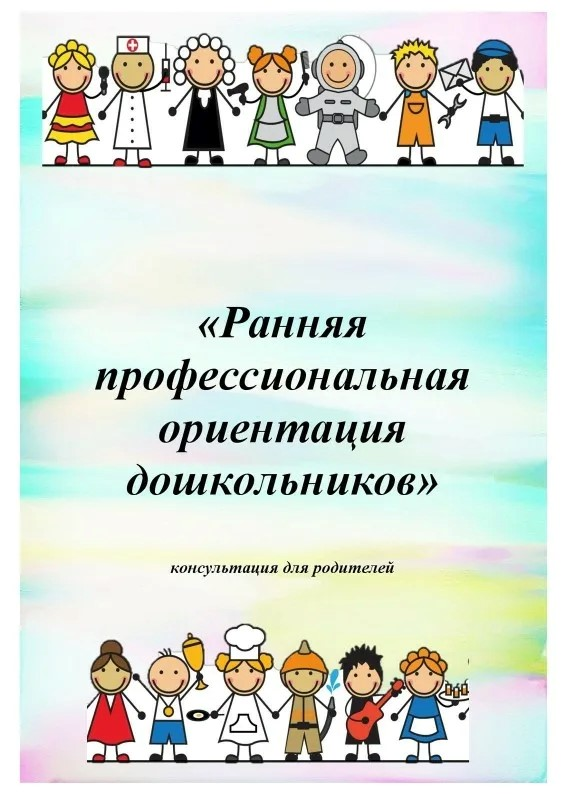 «Ранняя
профессиональная
ориентация
дошкольников»
консультация для родителей